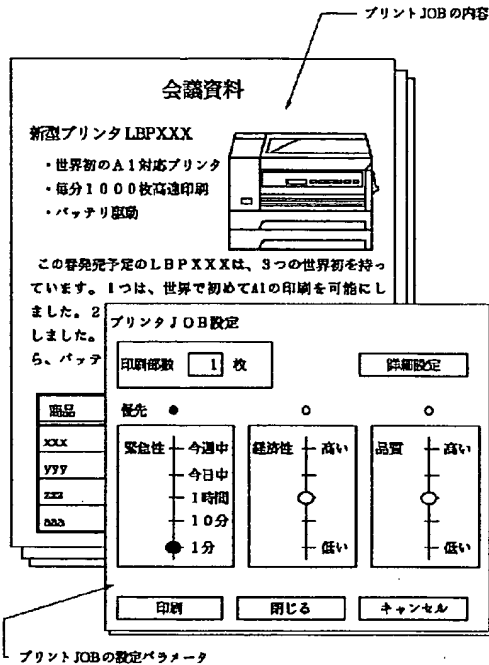 プリントJOBの内容
会議資料
新型プリンタLBPXXX
・世界初のA1対応プリンタ
・毎分1000枚高速印刷
・バッテリ駆動
この春発売予定のLBPXXXは、3つの世界初を持っ
ています。1つは、世界で初めてA1の印刷を可能にし
ました。2
しました。
ら、バッテ
商品
xxx
yyy
zzz
aaa
プリンタJOB設定
印刷部数 1 枚
詳細設定
優先
緊急性
今週中
今日中
1時間
10分
1分
経済性
高い
低い
品質
高い
低い
印刷
閉じる
キャンセル
プリントJOBの設定パラメータ